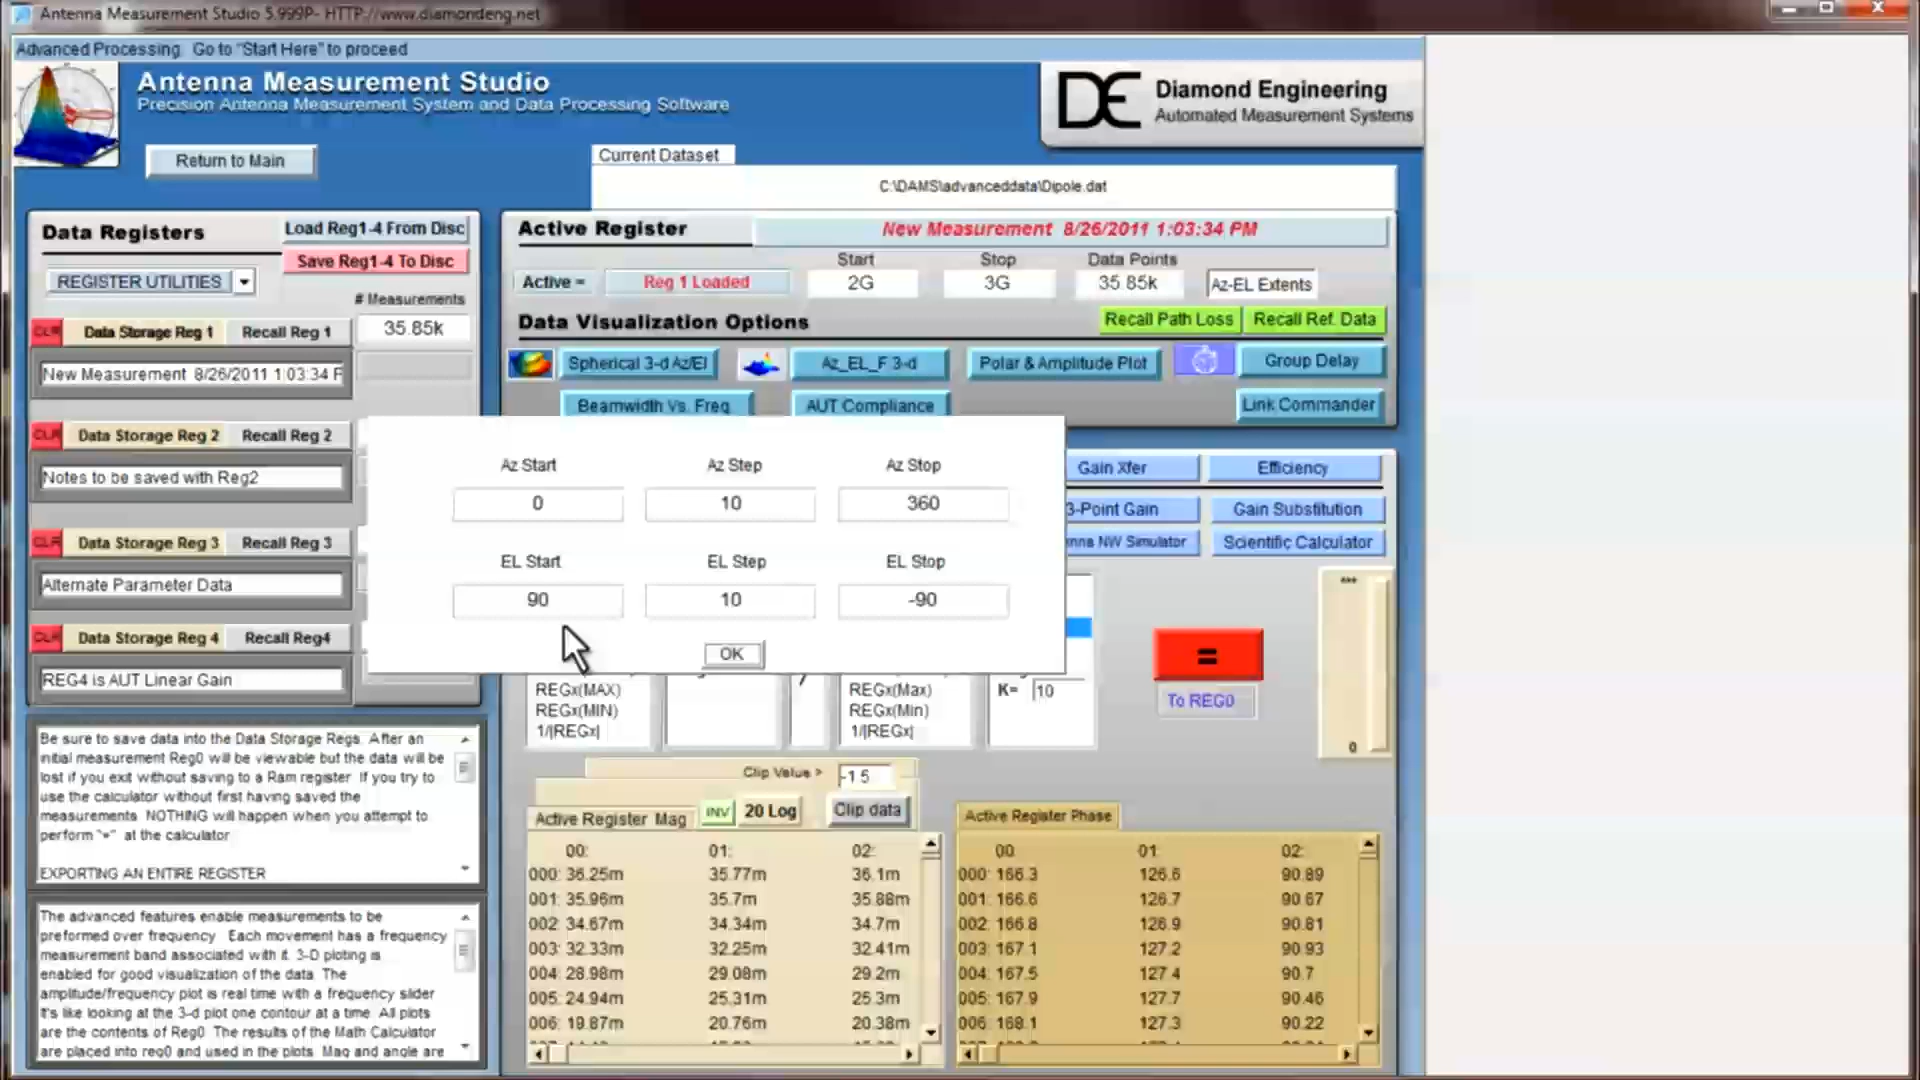 Antenna Measurement Studio 5.999P- HTTP://www.diamondeng.net
Advanced Processing. Go to "Start Here" to proceed
Antenna Measurement Studio
Precision Antenna Measurement System and Data Processing Software
DE
Diamond Engineering
Automated Measurement Systems
Return to Main
Current Dataset
C:\DAMS\advanceddata\Dipole.dat
Data Registers
Load Reg1-4 From Disc
Save Reg1-4 To Disc
REGISTER UTILITIES
# Measurements
CLR Data Storage Reg 1 Recall Reg 1 35.85k
New Measurement 8/26/2011 1:03:34 P
CLR Data Storage Reg 2 Recall Reg 2
Notes to be saved with Reg2
CLR Data Storage Reg 3 Recall Reg 3
Alternate Parameter Data
CLR Data Storage Reg 4 Recall Reg4
REG4 is AUT Linear Gain
Active Register
New Measurement 8/26/2011 1:03:34 PM
Start Stop Data Points
Active = Reg 1 Loaded 2G 3G 35.85k Az-EL Extents
Data Visualization Options
Recall Path Loss Recall Ref. Data
Spherical 3-d Az/El Az_EL_F 3-d Polar & Amplitude Plot Group Delay
Beamwidth Vs. Freq. AUT Compliance Link Commander
Az Start Az Step Az Stop
0 10 360
EL Start EL Step EL Stop
90 10 -90
OK
Gain Xfer Efficiency
3-Point Gain Gain Substitution
nna NW Simulator Scientific Calculator
REGx(MAX)
REGx(MIN)
1/|REGx|
/
REGx(Max)
REGx(Min)
1/|REGx|
K= 10
=
To REG0
0
Be sure to save data into the Data Storage Regs. After an
initial measurement Reg0 will be viewable but the data will be
lost if you exit without saving to a Ram register. If you try to
use the calculator without first having saved the
measurements NOTHING will happen when you attempt to
perform "=" at the calculator
EXPORTING AN ENTIRE REGISTER
The advanced features enable measurements to be
preformed over frequency. Each movement has a frequency
measurement band associated with it. 3-D ploting is
enabled for good visualization of the data. The
amplitude/frequency plot is real time with a frequency slider
It's like looking at the 3-d plot one contour at a time. All plots
are the contents of Reg0. The results of the Math Calculator
are placed into reg0 and used in the plots. Mag and angle are
Clip Value >
Active Register Mag INV 20 Log Clip data
00: 01: 02:
000: 36.25m 35.77m 36.1m
001: 35.96m 35.7m 35.88m
002: 34.67m 34.34m 34.7m
003: 32.33m 32.25m 32.41m
004: 28.98m 29.08m 29.2m
005: 24.94m 25.31m 25.3m
006: 19.87m 20.76m 20.38m
Active Register Phase
00: 01: 02:
000: 166.3 126.6 90.89
001: 166.6 126.7 90.67
002: 166.8 126.9 90.81
003: 167.1 127.2 90.93
004: 167.5 127.4 90.7
005: 167.9 127.7 90.46
006: 168.1 127.3 90.22